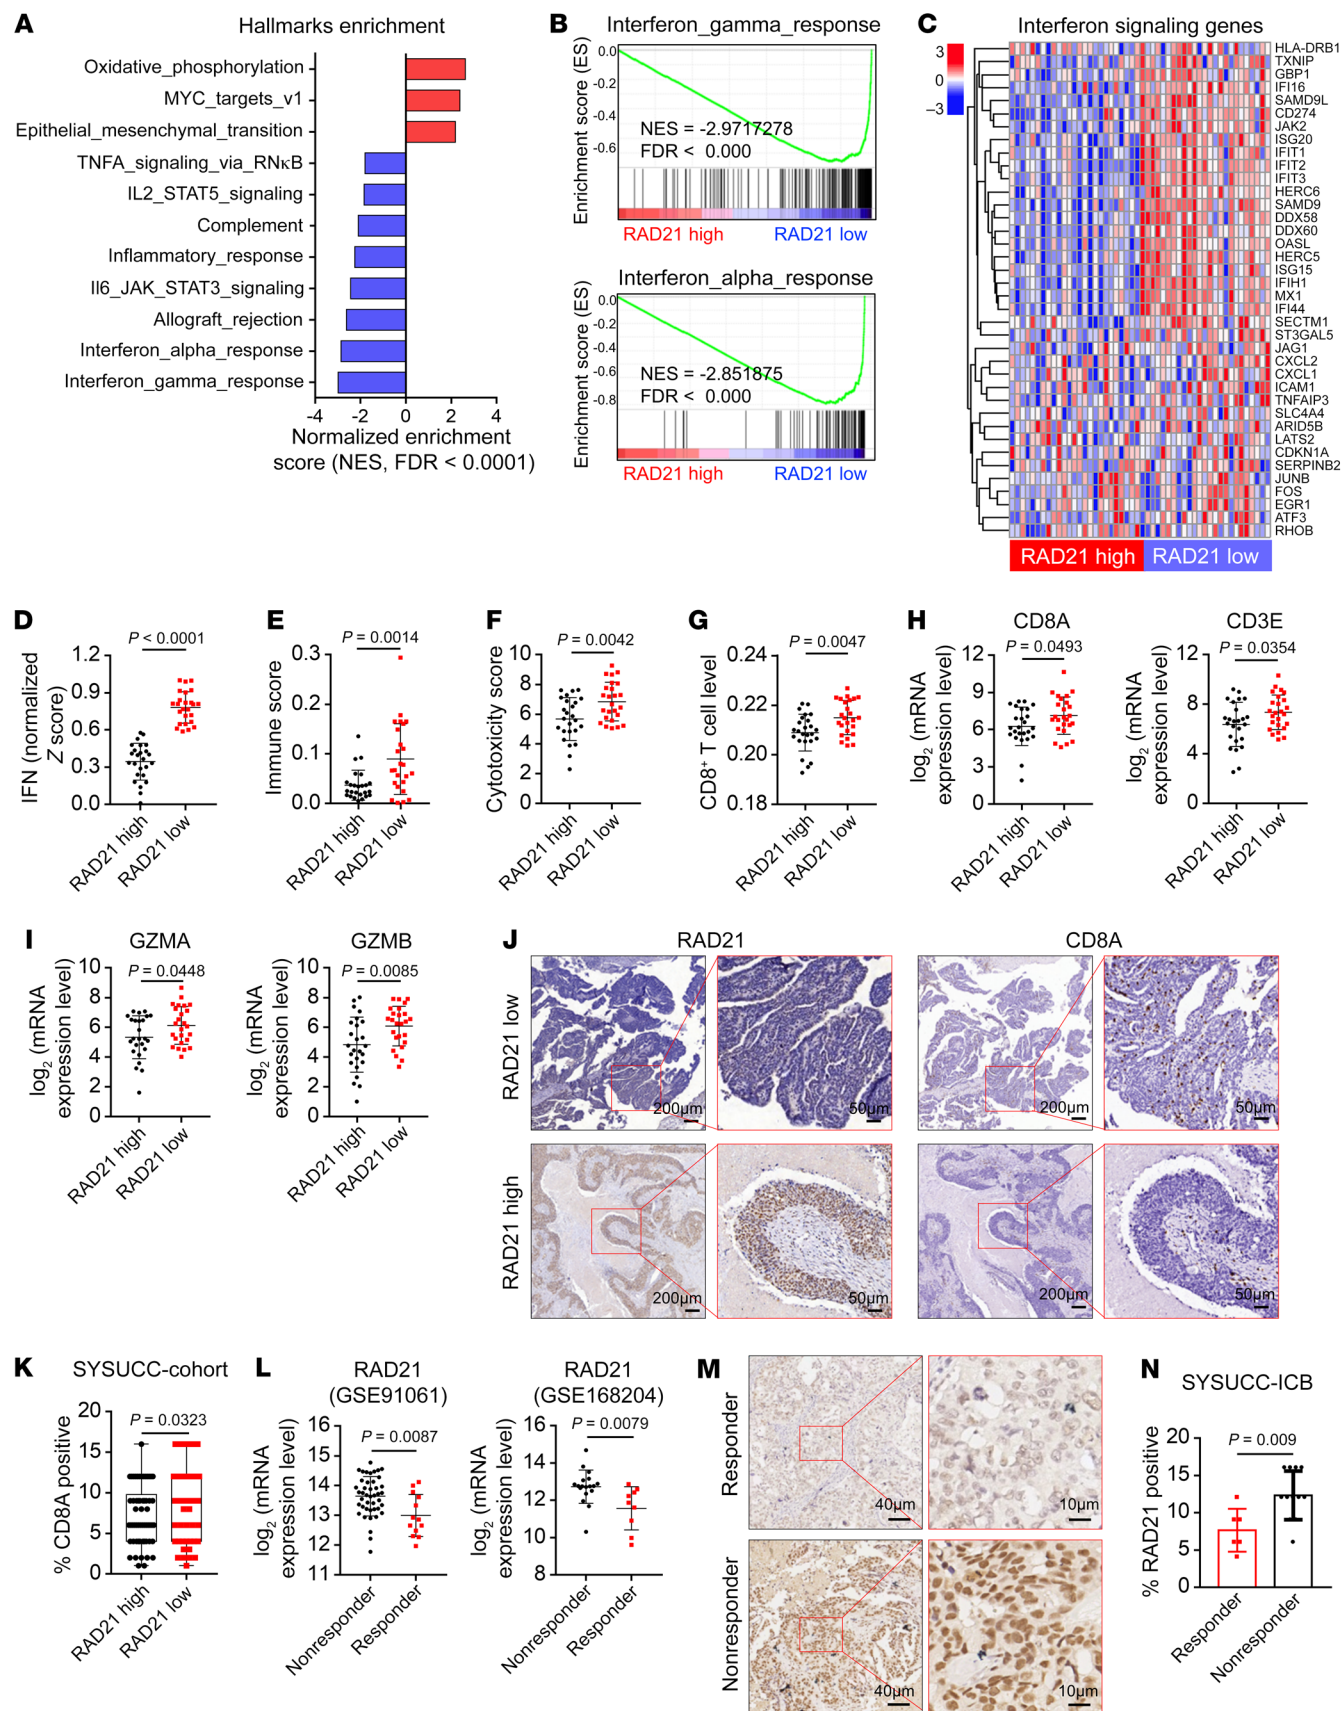 A
Hallmarks enrichment
Oxidative_phosphorylation
MYC_targets_v1
Epithelial_mesenchymal_transition
TNFA_signaling_via_RNκB
IL2_STAT5_signaling
Complement
Inflammatory_response
Il6_JAK_STAT3_signaling
Allograft_rejection
Interferon_alpha_response
Interferon_gamma_response
−4 −2 0 2 4
Normalized enrichment
score (NES, FDR < 0.0001)
B
Interferon_gamma_response
Enrichment score (ES)
0.0
-0.2
-0.4
-0.6
NES = -2.9717278
FDR < 0.000
RAD21 high RAD21 low
Interferon_alpha_response
Enrichment score (ES)
0.0
-0.2
-0.4
-0.6
-0.8
NES = -2.851875
FDR < 0.000
RAD21 high RAD21 low
C
Interferon signaling genes
3
0
−3
HLA-DRB1
TXNIP
GBP1
IFI16
SAMD9L
CD274
JAK2
ISG20
IFIT1
IFIT2
IFIT3
HERC6
SAMD9
DDX58
DDX60
OASL
HERC5
ISG15
IFIH1
MX1
IFI44
SECTM1
ST3GAL5
JAG1
CXCL2
CXCL1
ICAM1
TNFAIP3
SLC4A4
ARID5B
LATS2
CDKN1A
SERPINB2
JUNB
FOS
EGR1
ATF3
RHOB
RAD21 high RAD21 low
D
P < 0.0001
IFN (normalized
Z score)
1.2
0.9
0.6
0.3
0.0
RAD21 high
RAD21 low
E
P = 0.0014
Immune score
0.3
0.2
0.1
0.0
RAD21 high
RAD21 low
F
P = 0.0042
Cytotoxicity score
10
8
6
4
2
0
RAD21 high
RAD21 low
G
P = 0.0047
CD8+ T cell level
0.24
0.22
0.20
0.18
RAD21 high
RAD21 low
H
CD8A
P = 0.0493
log2 (mRNA
expression level)
12
9
6
3
0
RAD21 high
RAD21 low
CD3E
P = 0.0354
log2 (mRNA
expression level)
12
8
4
0
RAD21 high
RAD21 low
I
GZMA
P = 0.0448
log2 (mRNA
expression level)
10
8
6
4
2
0
RAD21 high
RAD21 low
GZMB
P = 0.0085
log2 (mRNA
expression level)
10
8
6
4
2
0
RAD21 high
RAD21 low
J
RAD21
CD8A
RAD21 low
200µm
50µm
200µm
50µm
RAD21 high
200µm
50µm
200µm
50µm
K
SYSUCC-cohort
P = 0.0323
% CD8A positive
20
15
10
5
0
RAD21 high
RAD21 low
L
RAD21
(GSE91061)
P = 0.0087
log2 (mRNA
expression level)
16
15
14
13
12
11
Nonresponder
Responder
RAD21
(GSE168204)
P = 0.0079
log2 (mRNA
expression level)
16
14
12
10
8
Nonresponder
Responder
M
Responder
40µm
10µm
Nonresponder
40µm
10µm
N
SYSUCC-ICB
P = 0.009
% RAD21 positive
20
15
10
5
0
Responder
Nonresponder